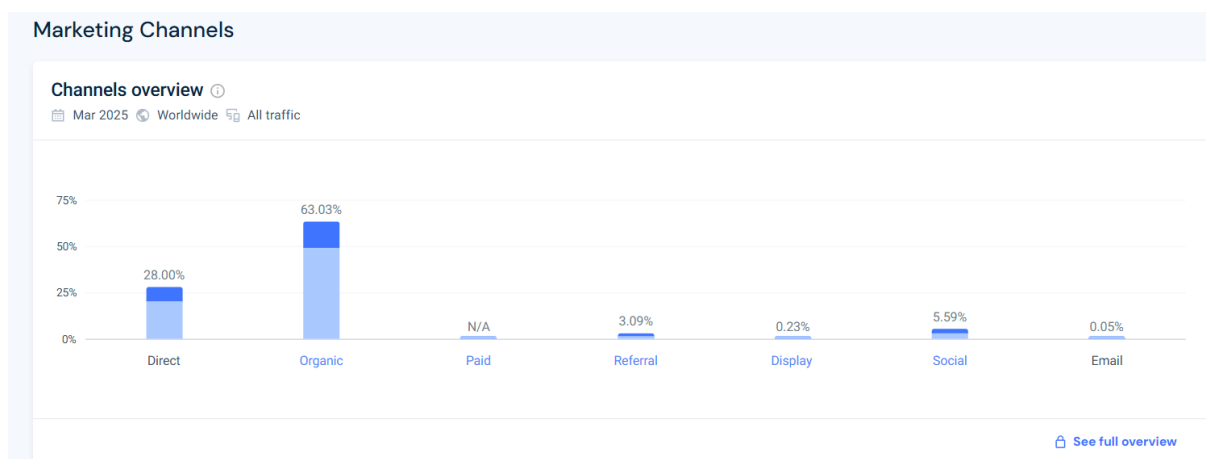 Marketing Channels
Channels overview
Mar 2025 Worldwide All traffic
75%
50%
25%
0%
28.00%
63.03%
N/A
3.09%
0.23%
5.59%
0.05%
Direct Organic Paid Referral Display Social Email
See full overview